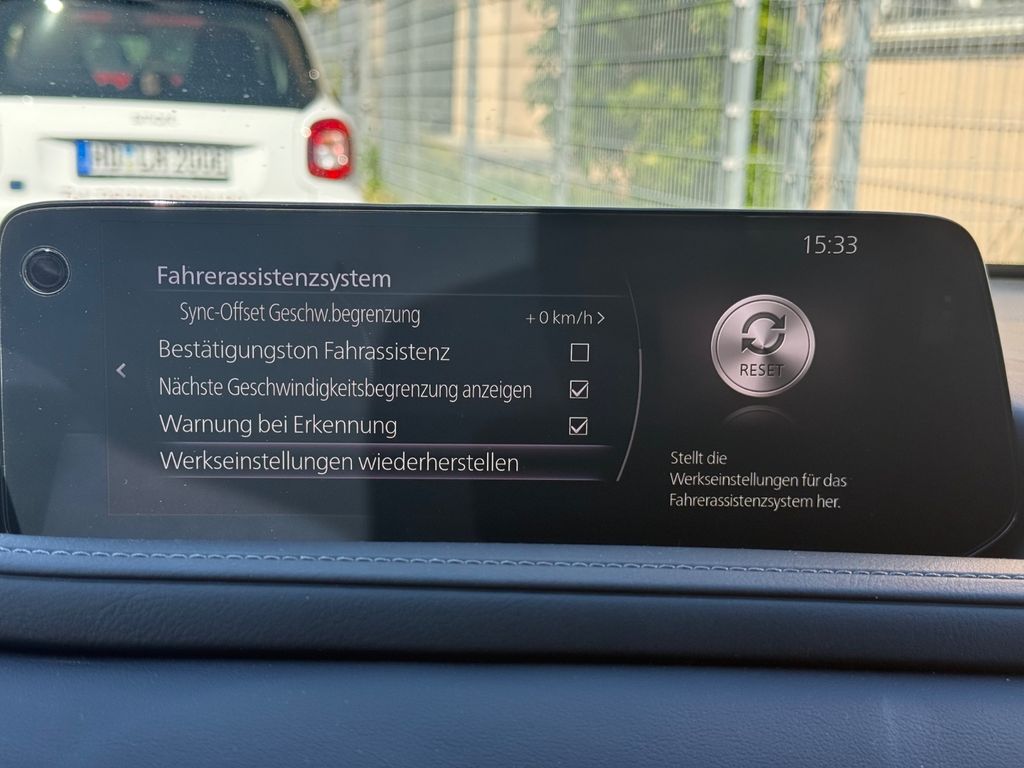 15:33
Fahrerassistenzsystem
Sync-Offset Geschw.begrenzung +0 km/h
Bestätigungston Fahrassistenz
Nächste Geschwindigkeitsbegrenzung anzeigen
Warnung bei Erkennung
Werkseinstellungen wiederherstellen
RESET
Stellt die
Werkseinstellungen für das
Fahrerassistenzsystem her.